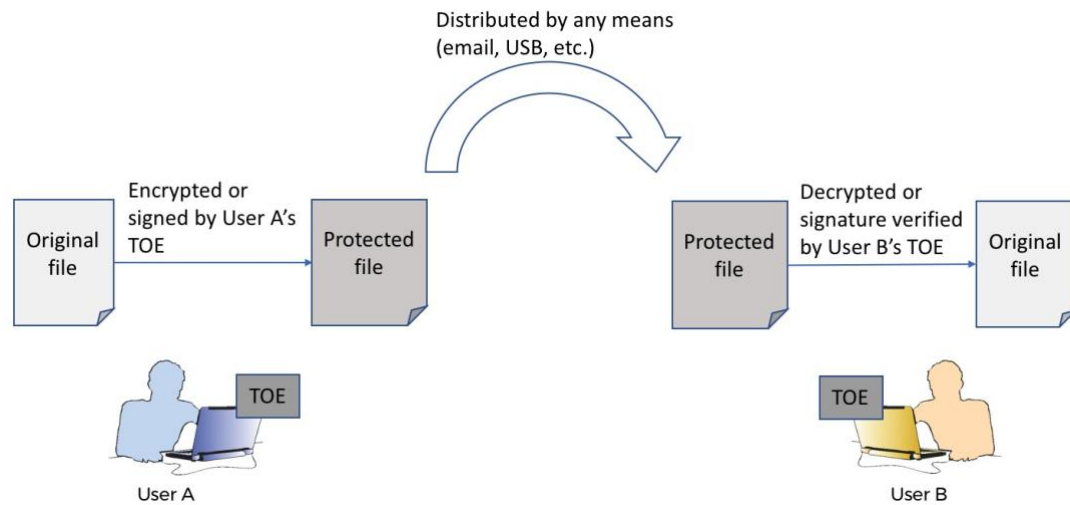 Distributed by any means
(email, USB, etc.)
Encrypted or
signed by User A's
TOE
Original
file
Protected
file
Decrypted or
signature verified
by User B's TOE
Protected
file
Original
file
TOE
TOE
User A
User B